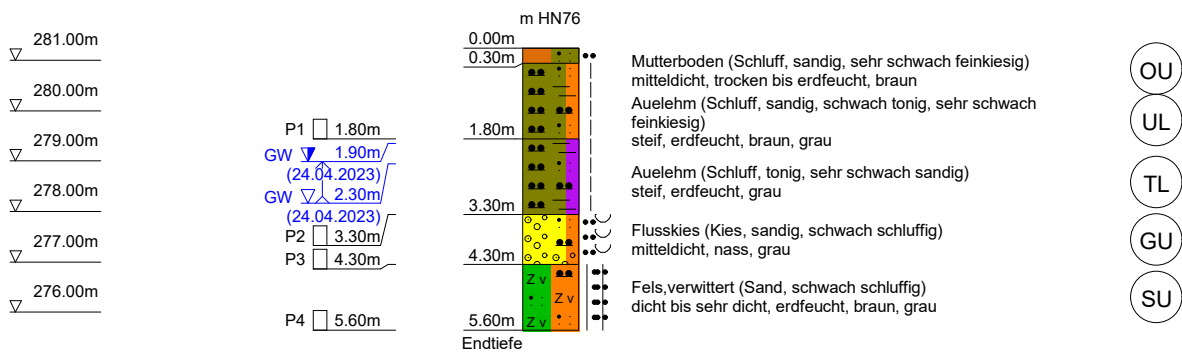 m HN76
281.00m
280.00m
279.00m
278.00m
277.00m
276.00m
P1 1.80m
GW 1.90m
(24.04.2023)
GW 2.30m
(24.04.2023)
P2 3.30m
P3 4.30m
P4 5.60m
0.00m
0.30m
1.80m
3.30m
4.30m
5.60m
Endtiefe
Z v
Z v
Z v
Mutterboden (Schluff, sandig, sehr schwach feinkiesig)
mitteldicht, trocken bis erdfeucht, braun
OU
Auelehm (Schluff, sandig, schwach tonig, sehr schwach
feinkiesig)
steif, erdfeucht, braun, grau
UL
Auelehm (Schluff, tonig, sehr schwach sandig)
steif, erdfeucht, grau
TL
Flusskies (Kies, sandig, schwach schluffig)
mitteldicht, nass, grau
GU
Fels,verwittert (Sand, schwach schluffig)
dicht bis sehr dicht, erdfeucht, braun, grau
SU